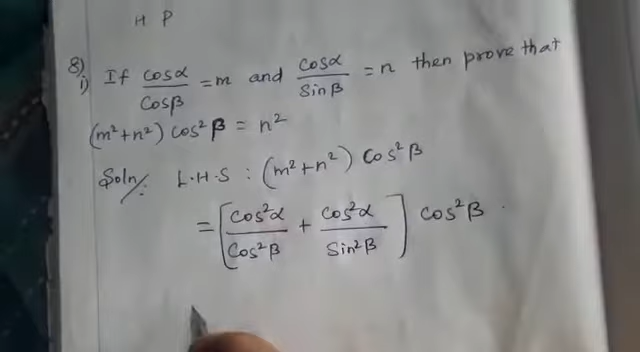 H P
8)
i) If cosα/cosβ = m and cosα/sinβ = n then prove that
(m²+n²) cos²β = n²
Soln/: L.H.S : (m²+n²) cos²β
= [cos²α/cos²β + cos²α/sin²β] cos²β.